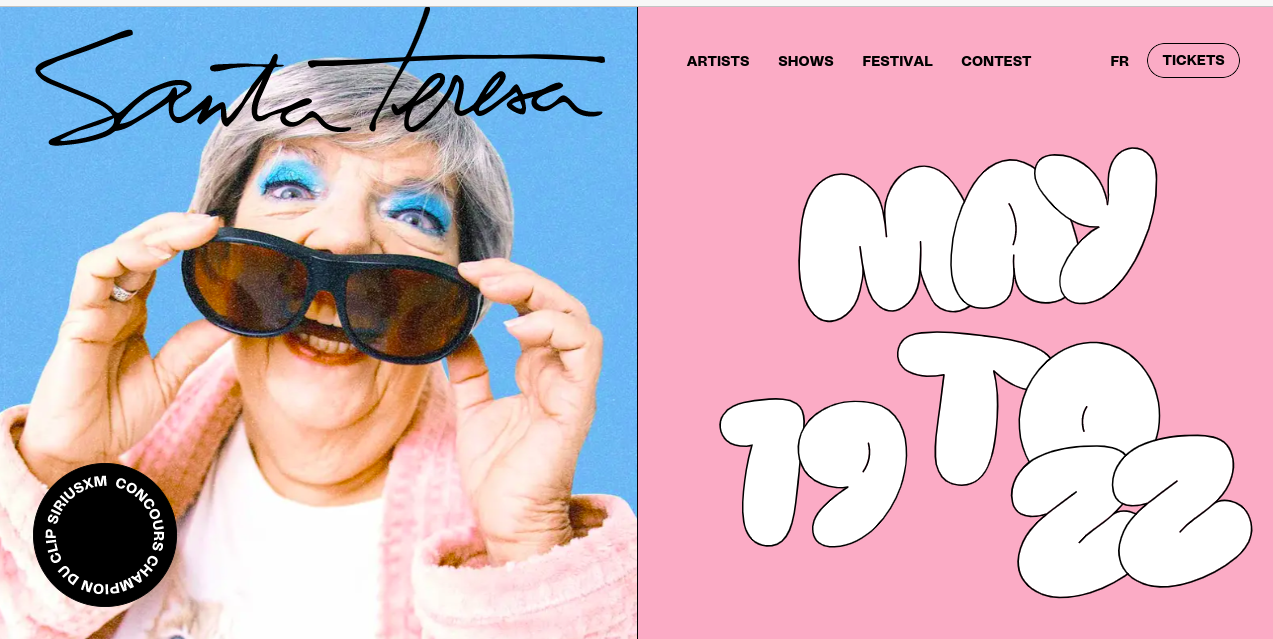 Santa Teresa
ARTISTS SHOWS FESTIVAL CONTEST FR TICKETS
MAY
TO
19
22
CONCOURS CHAMPION DU CLIP SIRIUSXM